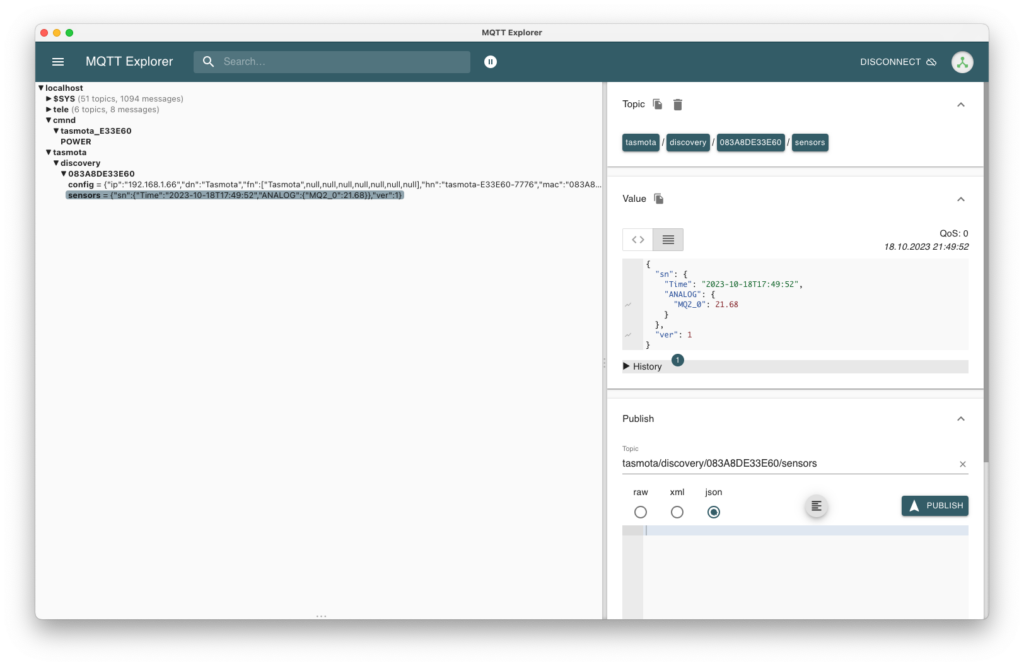 MQTT Explorer
MQTT Explorer
Search...
DISCONNECT
▼localhost
►$SYS (51 topics, 1094 messages)
►tele (6 topics, 8 messages)
▼cmnd
▼tasmota_E33E60
POWER
▼tasmota
▼discovery
▼083A8DE33E60
config = {"ip":"192.168.1.66","dn":"Tasmota","fn":["Tasmota",null,null,null,null,null,null,null],"hn":"tasmota-E33E60-7776","mac":"083A8...
sensors = {"sn":{"Time":"2023-10-18T17:49:52","ANALOG":{"MQ2_0":21.68}},"ver":1}
Topic
tasmota / discovery / 083A8DE33E60 / sensors
Value
QoS: 0
18.10.2023 21:49:52
{
"sn": {
"Time": "2023-10-18T17:49:52",
"ANALOG": {
"MQ2_0": 21.68
}
},
"ver": 1
}
► History 1
Publish
Topic
tasmota/discovery/083A8DE33E60/sensors
raw xml json
PUBLISH